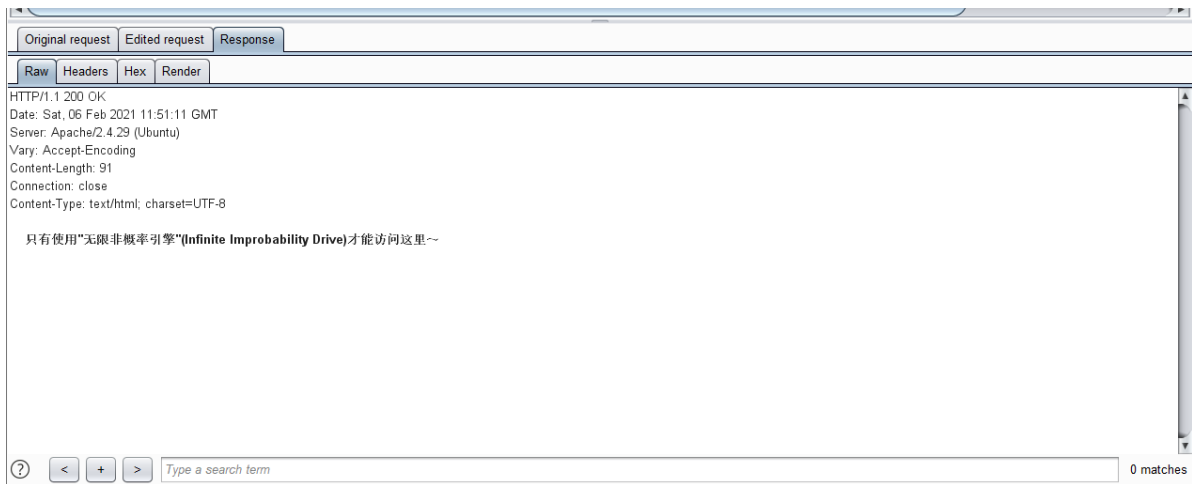 Original request Edited request Response
Raw Headers Hex Render
HTTP/1.1 200 OK
Date: Sat, 06 Feb 2021 11:51:11 GMT
Server: Apache/2.4.29 (Ubuntu)
Vary: Accept-Encoding
Content-Length: 91
Connection: close
Content-Type: text/html; charset=UTF-8
只有使用"无限非概率引擎"(Infinite Improbability Drive)才能访问这里～
? < + > Type a search term 0 matches